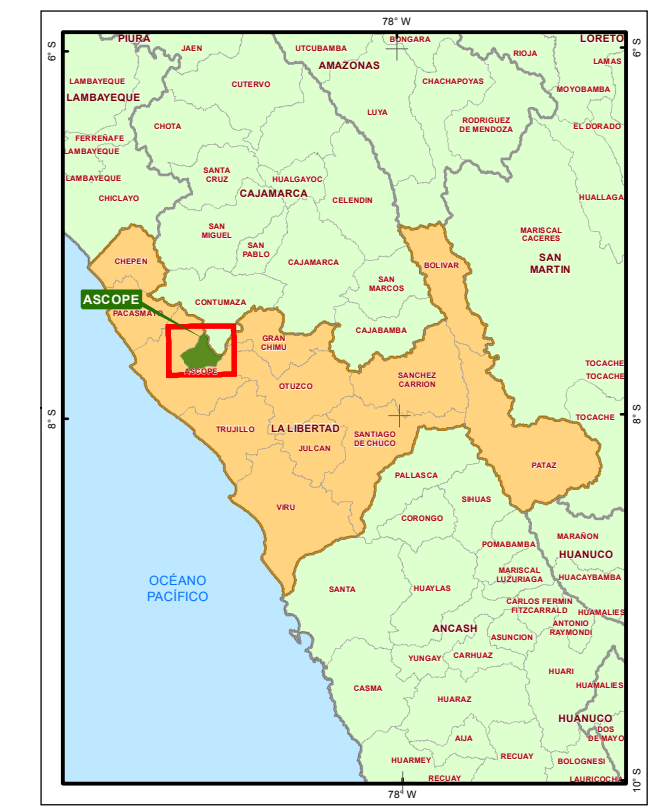 78° W
PIURA
JAEN
UTCUBAMBA
BONGARA
LORETO
6° S
6° S
AMAZONAS
RIOJA
LAMAS
LAMBAYEQUE
CUTERVO
CHACHAPOYAS
MOYOBAMBA
LAMBAYEQUE
LUYA
CHOTA
RODRIGUEZ
DE MENDOZA
EL DORADO
FERREÑAFE
LAMBAYEQUE
LAMBAYEQUE
SANTA
CRUZ
HUALGAYOC
CAJAMARCA
CELENDIN
CHICLAYO
HUALLAGA
SAN
MIGUEL
MARISCAL
CACERES
SAN
PABLO
CAJAMARCA
SAN
MARTIN
CHEPEN
BOLIVAR
SAN
MARCOS
ASCOPE
CONTUMAZA
PACASMAYO
CAJABAMBA
GRAN
CHIMU
TOCACHE
TOCACHE
ASCOPE
OTUZCO
SANCHEZ
CARRION
8° S
8° S
TOCACHE
TRUJILLO
LA LIBERTAD
SANTIAGO
DE CHUCO
JULCAN
PATAZ
PALLASCA
SIHUAS
VIRU
CORONGO
MARAÑON
POMABAMBA
HUANUCO
OCÉANO
PACÍFICO
SANTA
HUAYLAS
MARISCAL
LUZURIAGA
HUACAYBAMBA
CARLOS FERMIN
FITZCARRALD
HUAMALIES
ANCASH
ANTONIO
RAYMONDI
ASUNCION
YUNGAY
CARHUAZ
HUARI
CASMA
HUARAZ
HUAMALIES
HUANUCO
DOS
DE MAYO
AIJA
HUARMEY
RECUAY
BOLOGNESI
RECUAY
LAURICOCHA
10° S
78° W